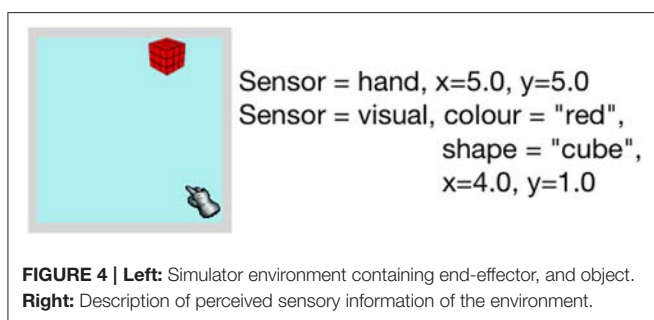 Sensor = hand, x=5.0, y=5.0
Sensor = visual, colour = "red",
shape = "cube",
x=4.0, y=1.0
FIGURE 4 | Left: Simulator environment containing end-effector, and object.
Right: Description of perceived sensory information of the environment.